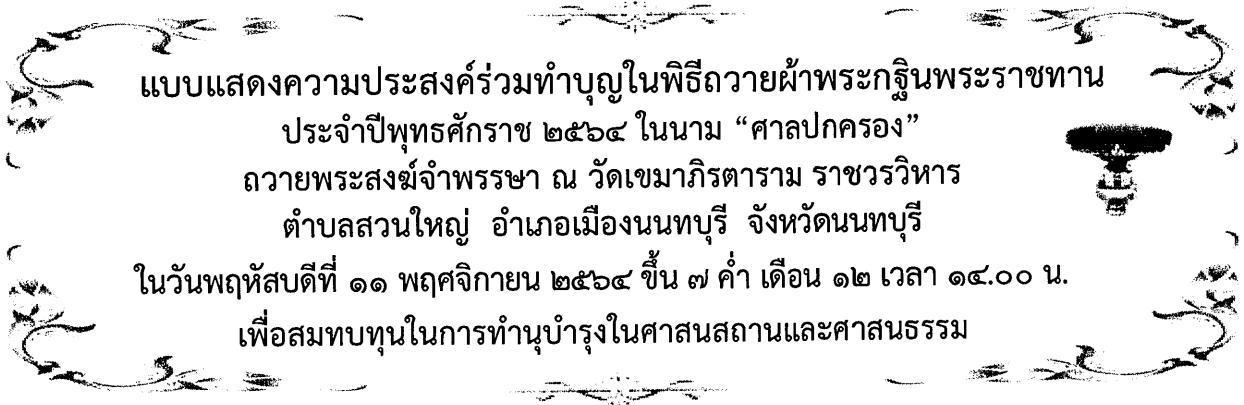 แบบแสดงความประสงค์ร่วมทำบุญในพิธีถวายผ้าพระกฐินพระราชทาน
ประจำปีพุทธศักราช ๒๕๖๔ ในนาม “ศาลปกครอง”
ถวายพระสงฆ์จำพรรษา ณ วัดเขมาภิรตาราม ราชวรวิหาร
ตำบลสวนใหญ่ อำเภอเมืองนนทบุรี จังหวัดนนทบุรี
ในวันพฤหัสบดีที่ ๑๑ พฤศจิกายน ๒๕๖๔ ขึ้น ๗ ค่ำ เดือน ๑๒ เวลา ๑๔.๐๐ น.
เพื่อสมทบทุนในการทำนุบำรุงในศาสนสถานและศาสนธรรม